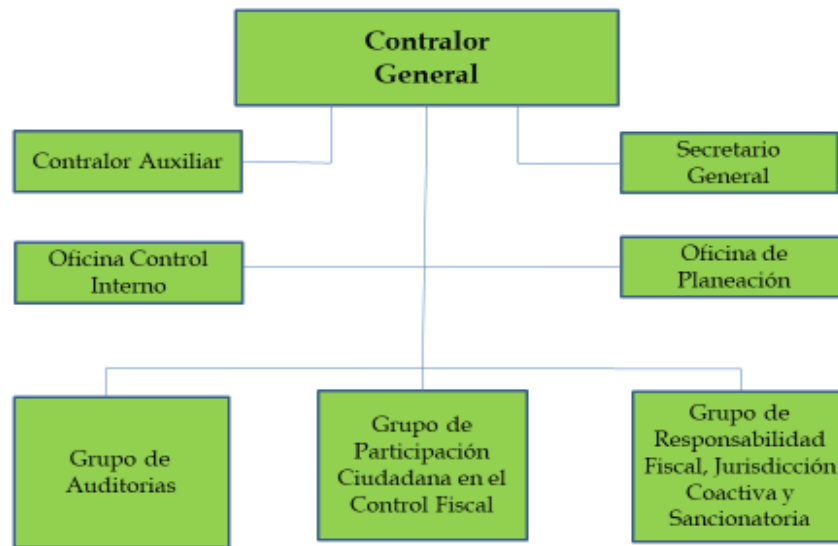 Contralor
General
Contralor Auxiliar
Secretario
General
Oficina Control
Interno
Oficina de
Planeación
Grupo de
Auditorias
Grupo de
Participación
Ciudadana en el
Control Fiscal
Grupo de
Responsabilidad
Fiscal, Jurisdicción
Coactiva y
Sancionatoria